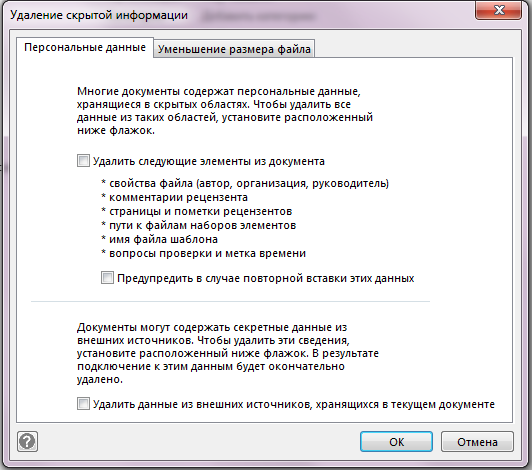 Удаление скрытой информации
Персональные данные
Уменьшение размера файла
Многие документы содержат персональные данные,
хранящиеся в скрытых областях. Чтобы удалить все
данные из таких областей, установите расположенный
ниже флажок.
Удалить следующие элементы из документа
* свойства файла (автор, организация, руководитель)
* комментарии рецензента
* страницы и пометки рецензентов
* пути к файлам наборов элементов
* имя файла шаблона
* вопросы проверки и метка времени
Предупредить в случае повторной вставки этих данных
Документы могут содержать секретные данные из
внешних источников. Чтобы удалить эти сведения,
установите расположенный ниже флажок. В результате
подключение к этим данным будет окончательно
удалено.
Удалить данные из внешних источников, хранящихся в текущем документе
?
ОК
Отмена